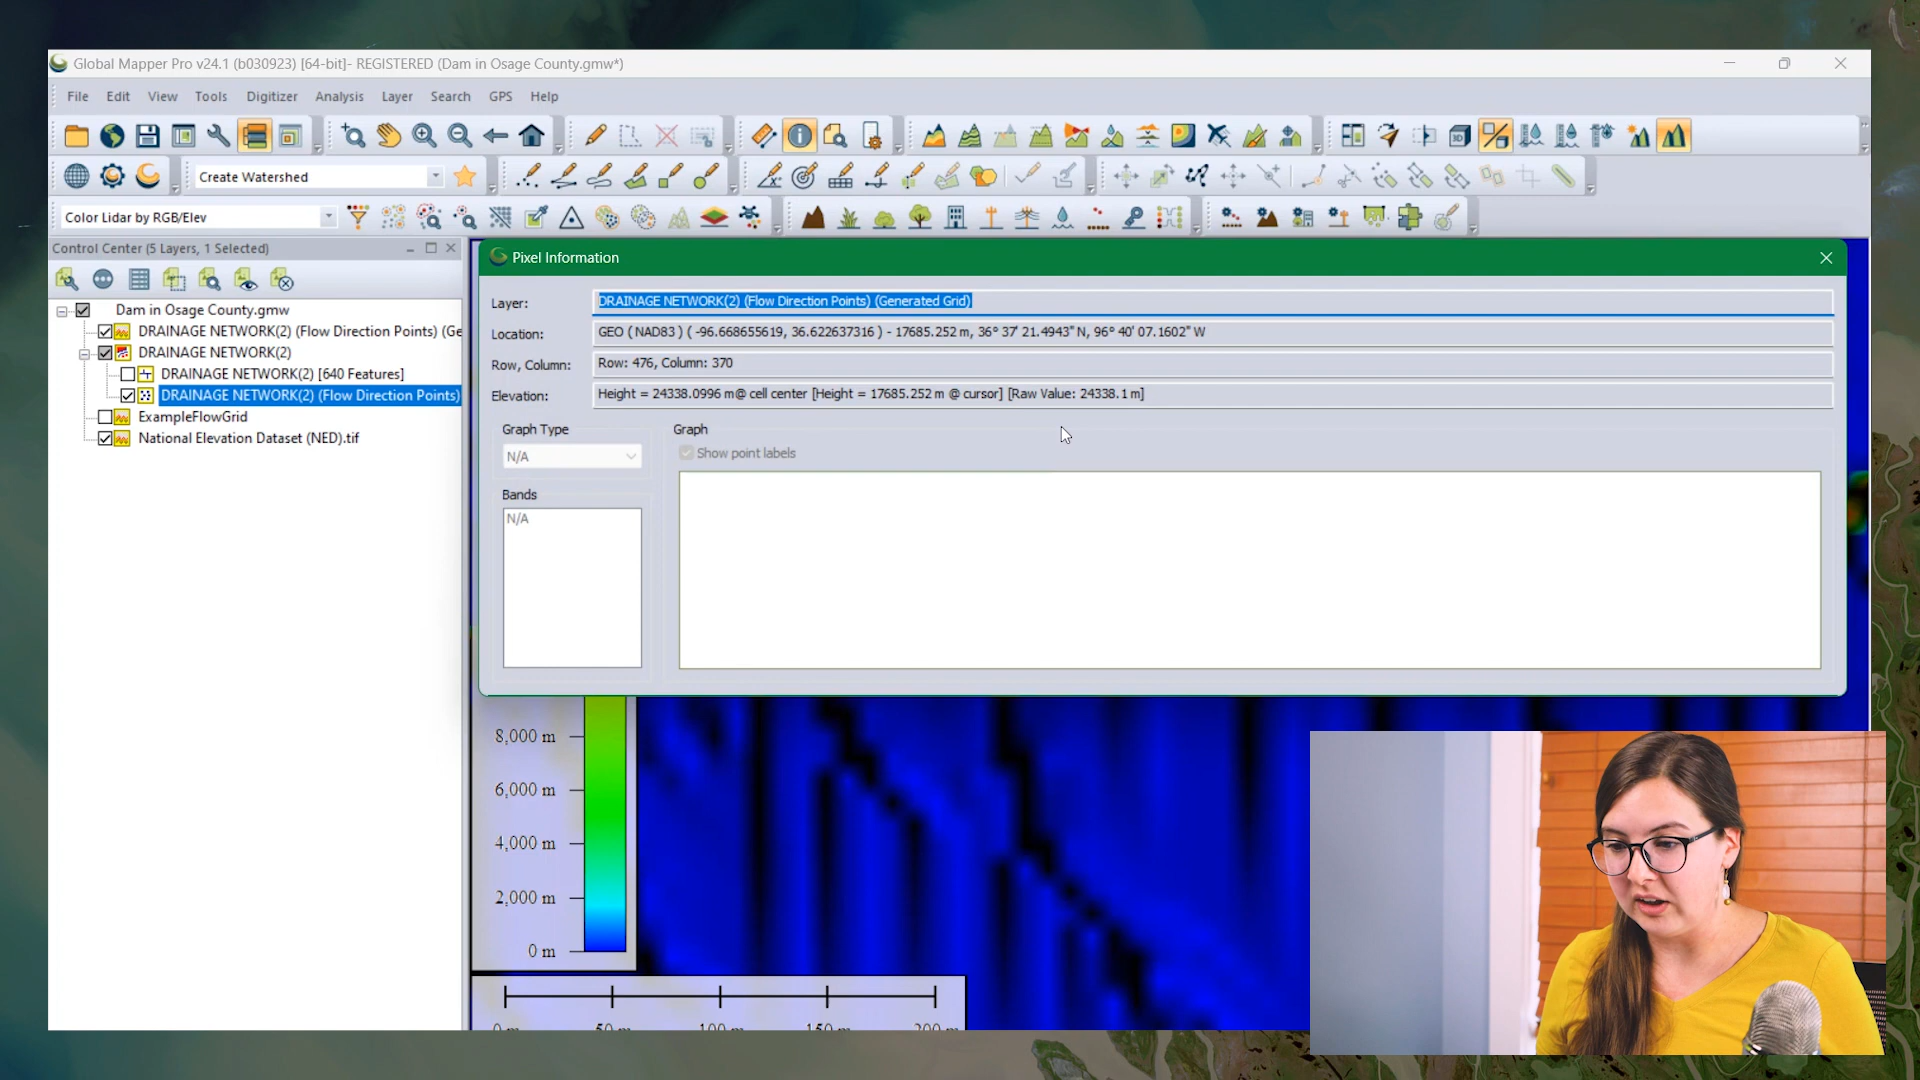 Global Mapper Pro v24.1 (b030923) [64-bit]- REGISTERED (Dam in Osage County.gmw*)
File Edit View Tools Digitizer Analysis Layer Search GPS Help
Create Watershed
Color Lidar by RGB/Elev
Control Center (5 Layers, 1 Selected)
Dam in Osage County.gmw
DRAINAGE NETWORK(2) (Flow Direction Points) (Ge
DRAINAGE NETWORK(2)
DRAINAGE NETWORK(2) [640 Features]
DRAINAGE NETWORK(2) (Flow Direction Points)
ExampleFlowGrid
National Elevation Dataset (NED).tif
Pixel Information
Layer: DRAINAGE NETWORK(2) (Flow Direction Points) (Generated Grid)
Location: GEO ( NAD83 ) ( -96.668655619, 36.622637316 ) - 17685.252 m, 36° 37' 21.4943" N, 96° 40' 07.1602" W
Row, Column: Row: 476, Column: 370
Elevation: Height = 24338.0996 m@ cell center [Height = 17685.252 m @ cursor] [Raw Value: 24338.1 m]
Graph Type
N/A
Graph
Show point labels
Bands
N/A
8,000 m
6,000 m
4,000 m
2,000 m
0 m
0 m 50 m 100 m 150 m 200 m